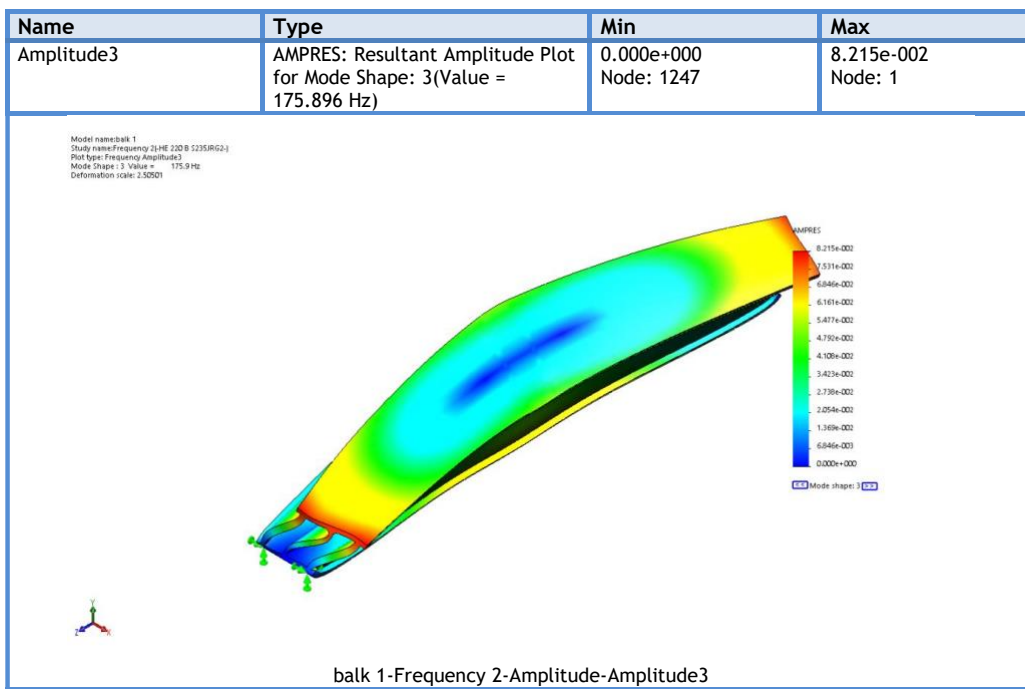 Name Type Min Max
Amplitude3 AMPRES: Resultant Amplitude Plot 0.000e+000 8.215e-002
for Mode Shape: 3(Value = Node: 1247 Node: 1
175.896 Hz)
Model name:balk 1
Study name:Frequency 2(-HE 220 B S235JRG2-)
Plot type: Frequency Amplitude3
Mode Shape : 3 Value = 175.9 Hz
Deformation scale: 2.50501
AMPRES
8.215e-002
7.531e-002
6.846e-002
6.161e-002
5.477e-002
4.792e-002
4.108e-002
3.423e-002
2.738e-002
2.054e-002
1.369e-002
6.846e-003
0.000e+000
<< Mode shape: 3 >>
Y
Z X
balk 1-Frequency 2-Amplitude-Amplitude3